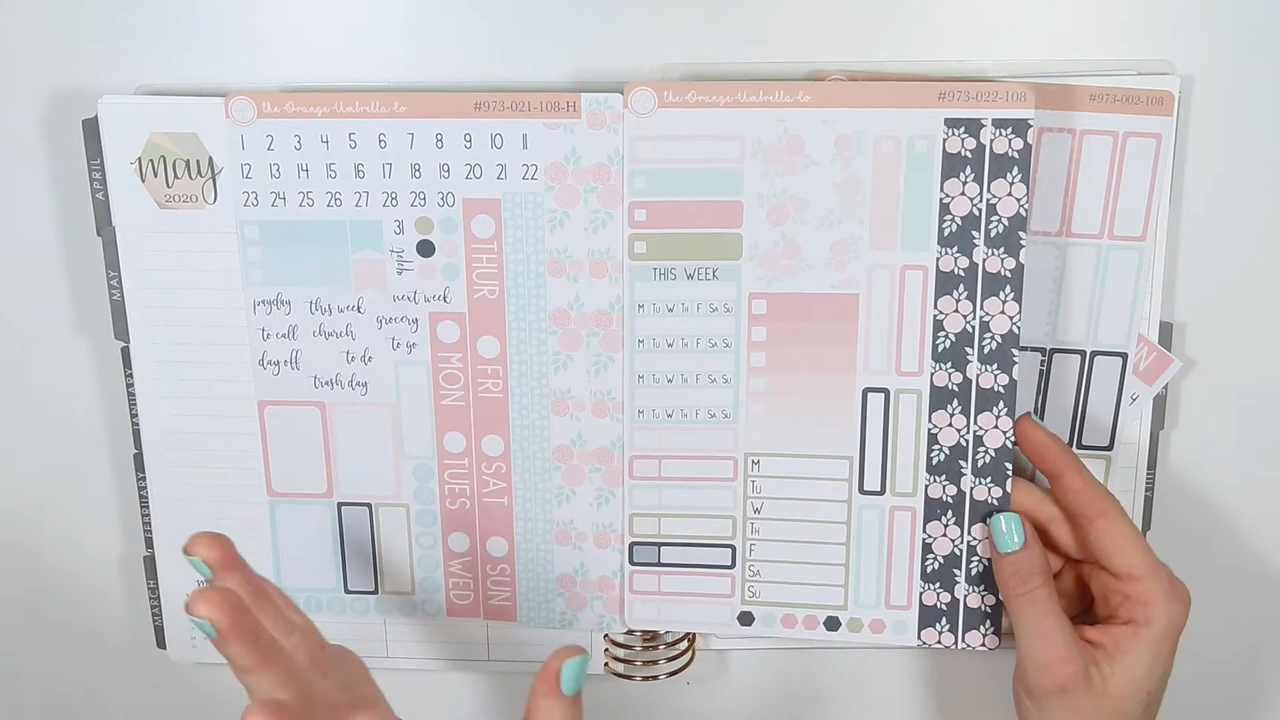 APRIL
MAY
JANUARY
FEBRUARY
MARCH
may
2020
the Orange Umbrella Co
#973-021-108-H
1 2 3 4 5 6 7 8 9 10 11
12 13 14 15 16 17 18 19 20 21 22
23 24 25 26 27 28 29 30
31
payday
this week
next week
to call
church
grocery
day off
to do
to go
trash day
THUR
FRI
SAT
SUN
MON
TUES
WED
the Orange Umbrella Co
#973-022-108
THIS WEEK
M Tu W Th F Sa Su
M Tu W Th F Sa Su
M Tu W Th F Sa Su
M Tu W Th F Sa Su
M
Tu
W
Th
F
Sa
Su
#973-002-108
N
4